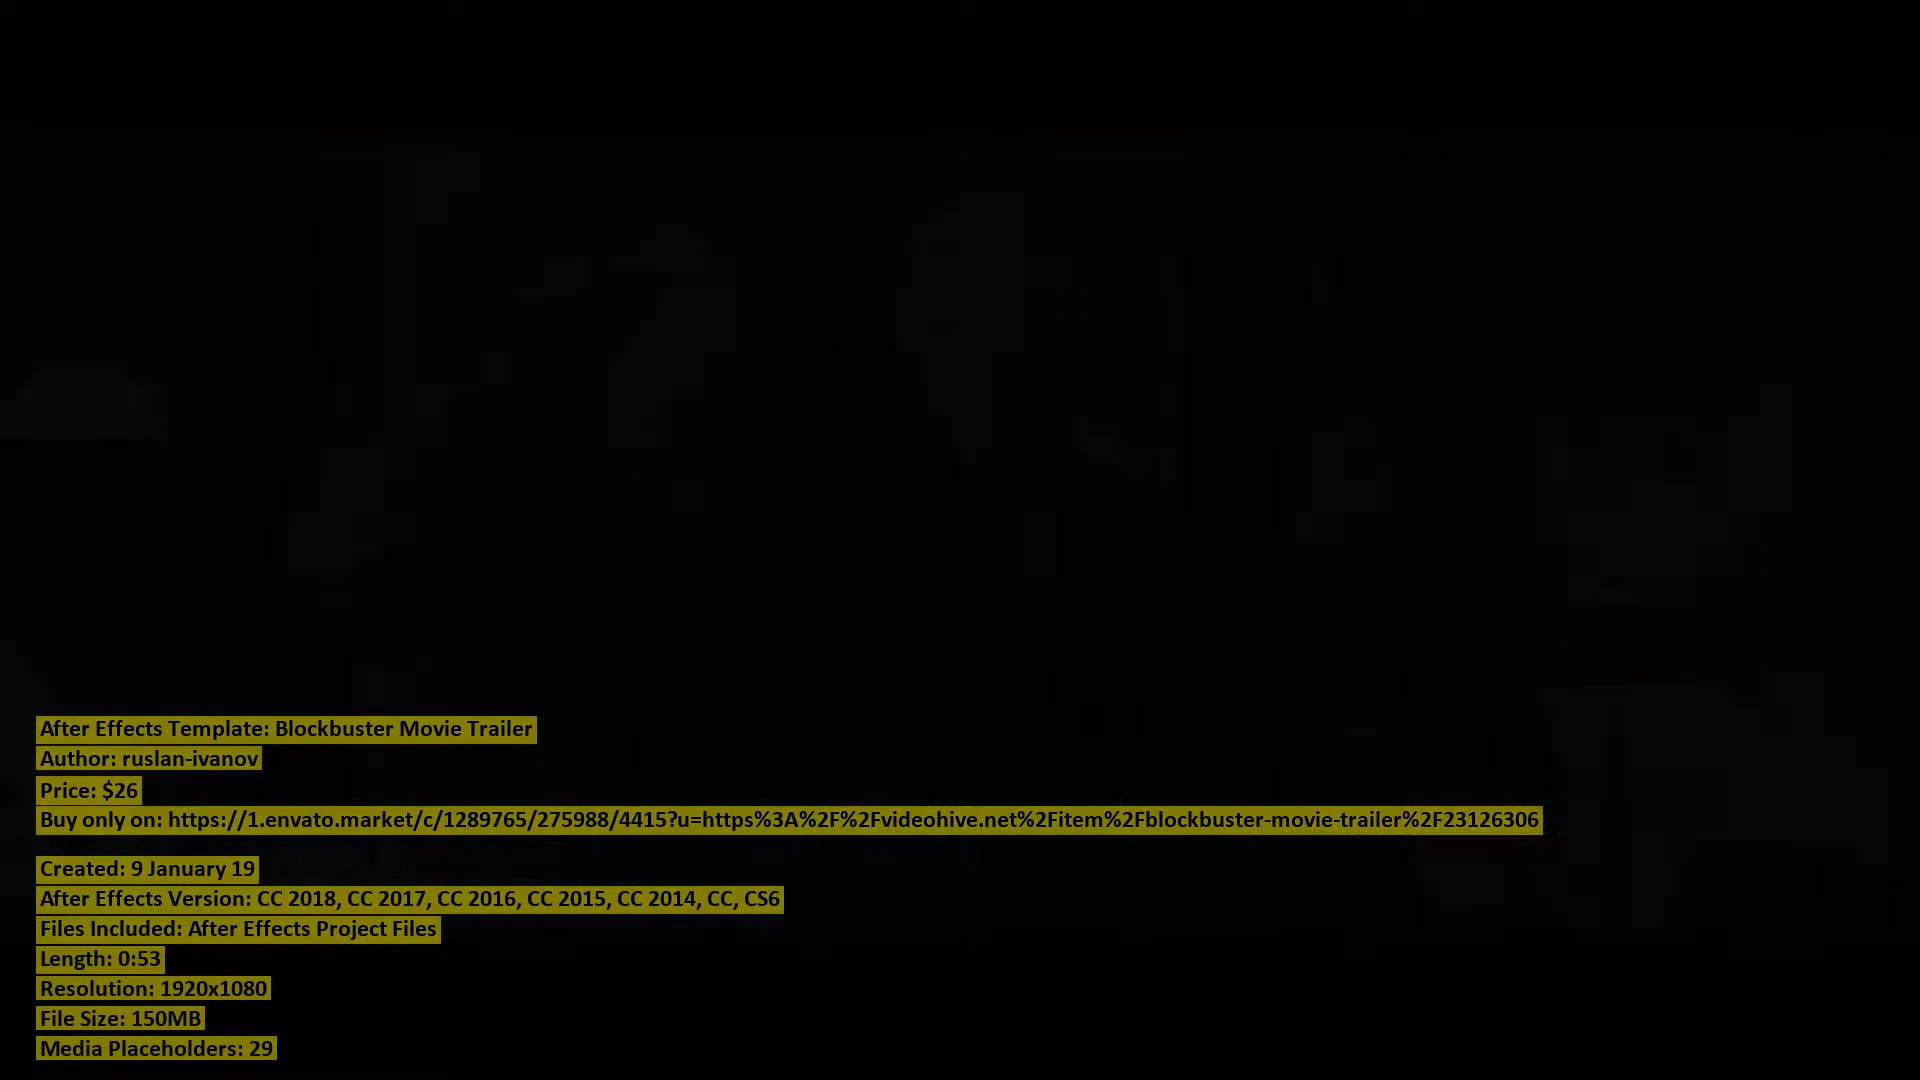 After Effects Template: Blockbuster Movie Trailer
Author: ruslan-ivanov
Price: $26
Buy only on: https://1.envato.market/c/1289765/275988/4415?u=https%3A%2F%2Fvideohive.net%2Fitem%2Fblockbuster-movie-trailer%2F23126306
Created: 9 January 19
After Effects Version: CC 2018, CC 2017, CC 2016, CC 2015, CC 2014, CC, CS6
Files Included: After Effects Project Files
Length: 0:53
Resolution: 1920x1080
File Size: 150MB
Media Placeholders: 29